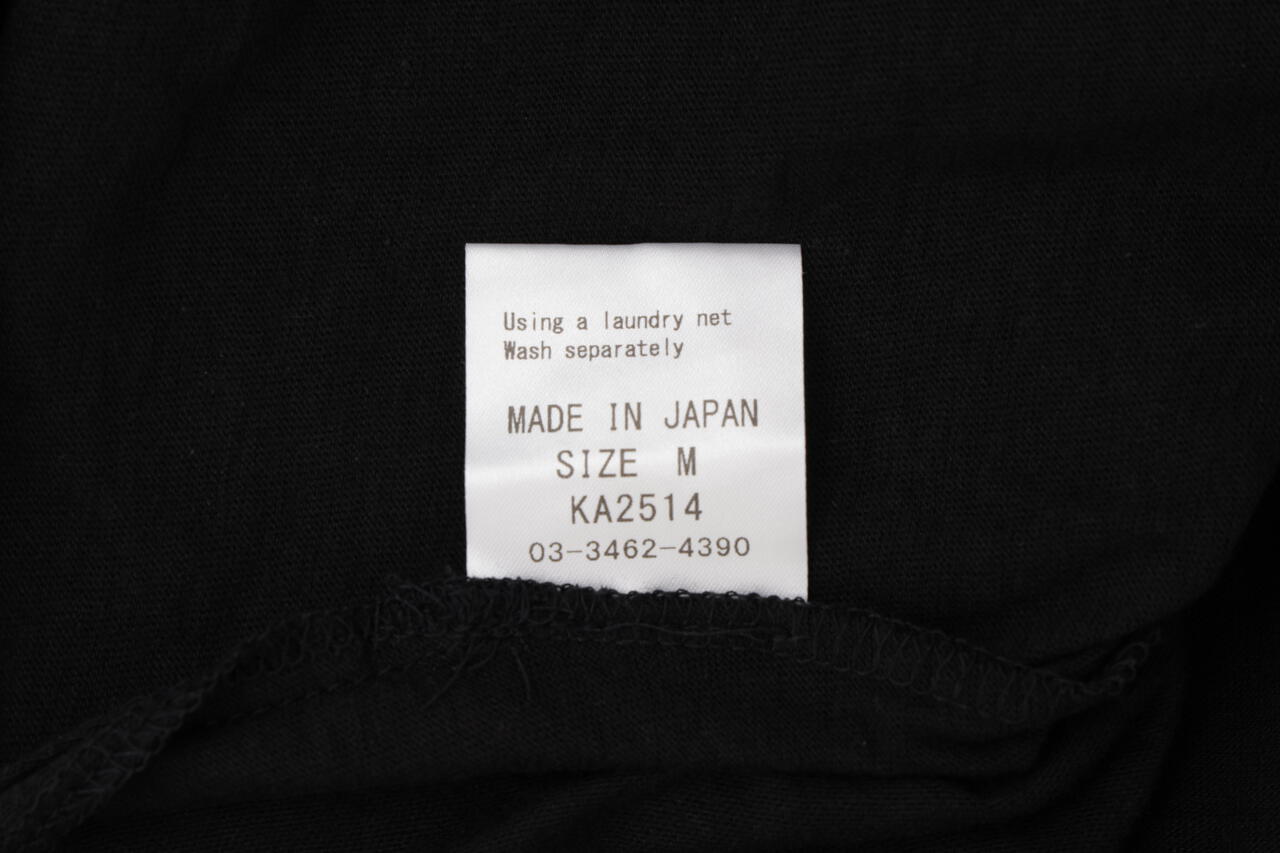 Using a laundry net
Wash separately
MADE IN JAPAN
SIZE M
KA2514
03-3462-4390